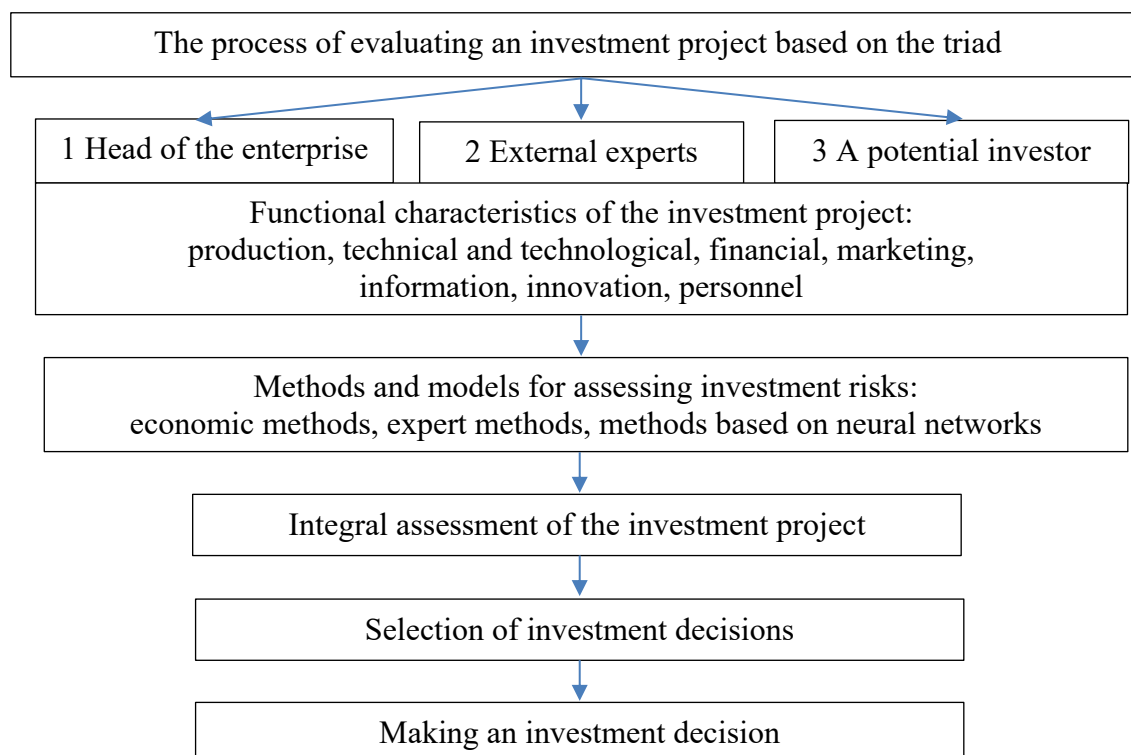 The process of evaluating an investment project based on the triad
1 Head of the enterprise
2 External experts
3 A potential investor
Functional characteristics of the investment project:
production, technical and technological, financial, marketing,
information, innovation, personnel
Methods and models for assessing investment risks:
economic methods, expert methods, methods based on neural networks
Integral assessment of the investment project
Selection of investment decisions
Making an investment decision